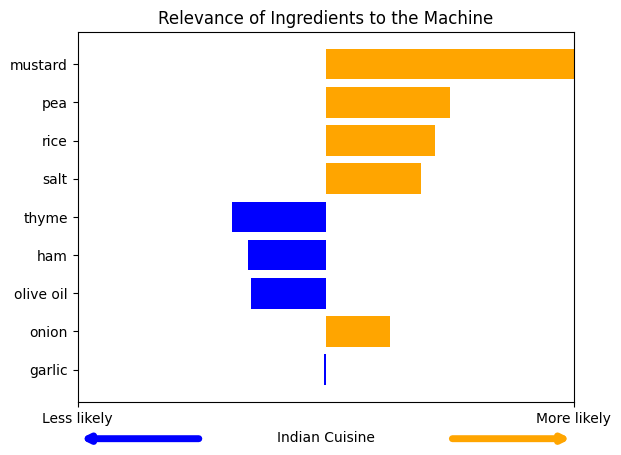 Relevance of Ingredients to the Machine
mustard
pea
rice
salt
thyme
ham
olive oil
onion
garlic
Less likely
More likely
Indian Cuisine